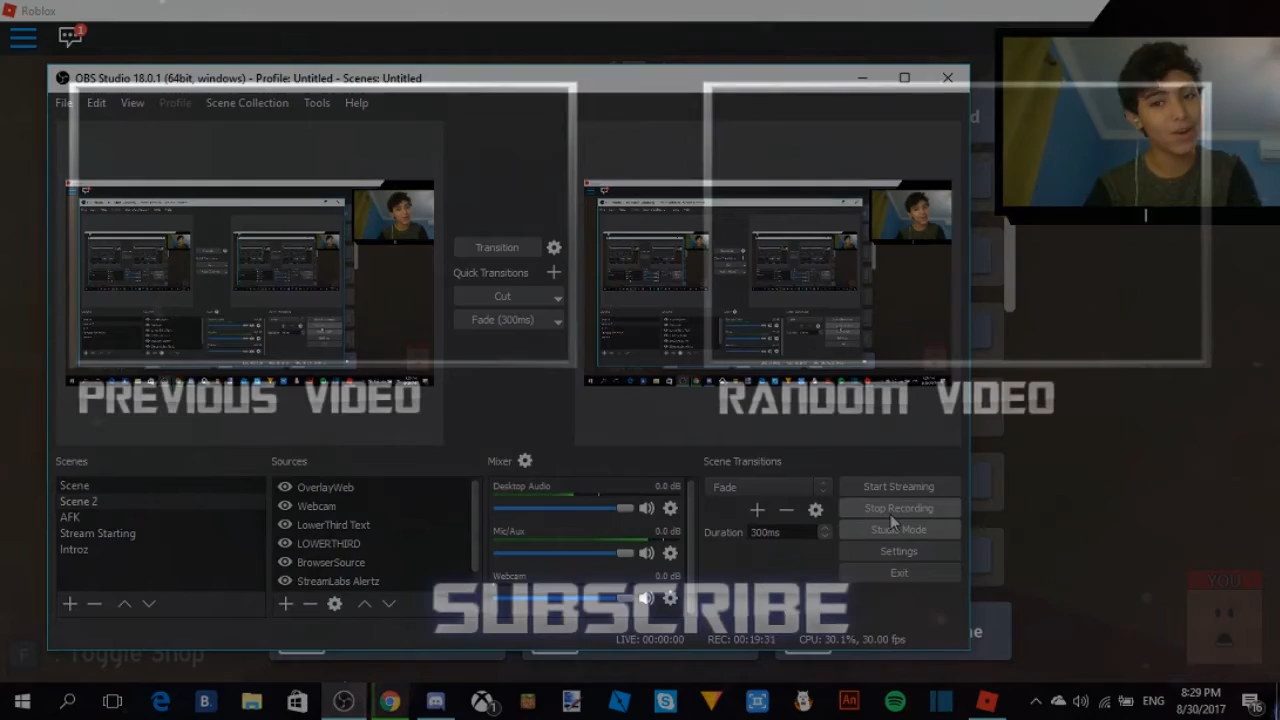 Roblox
1
OBS Studio 18.0.1 (64bit, windows) - Profile: Untitled - Scenes: Untitled
File Edit View Profile Scene Collection Tools Help
Transition
Quick Transitions
Cut
Fade (300ms)
PREVIOUS VIDEO
RANDOM VIDEO
Scenes
Scene
Scene 2
AFK
Stream Starting
Introz
Sources
OverlayWeb
Webcam
LowerThird Text
LOWERTHIRD
BrowserSource
StreamLabs Alertz
Mixer
Desktop Audio 0.0 dB
Mic/Aux 0.0 dB
Webcam 0.0 dB
Scene Transitions
Fade
Duration 300ms
Start Streaming
Stop Recording
Studio Mode
Settings
Exit
SUBSCRIBE
LIVE: 00:00:00 REC: 00:19:31 CPU: 30.1%, 30.00 fps
YOU
F : Toggle Shop
ENG
8:29 PM
8/30/2017
16